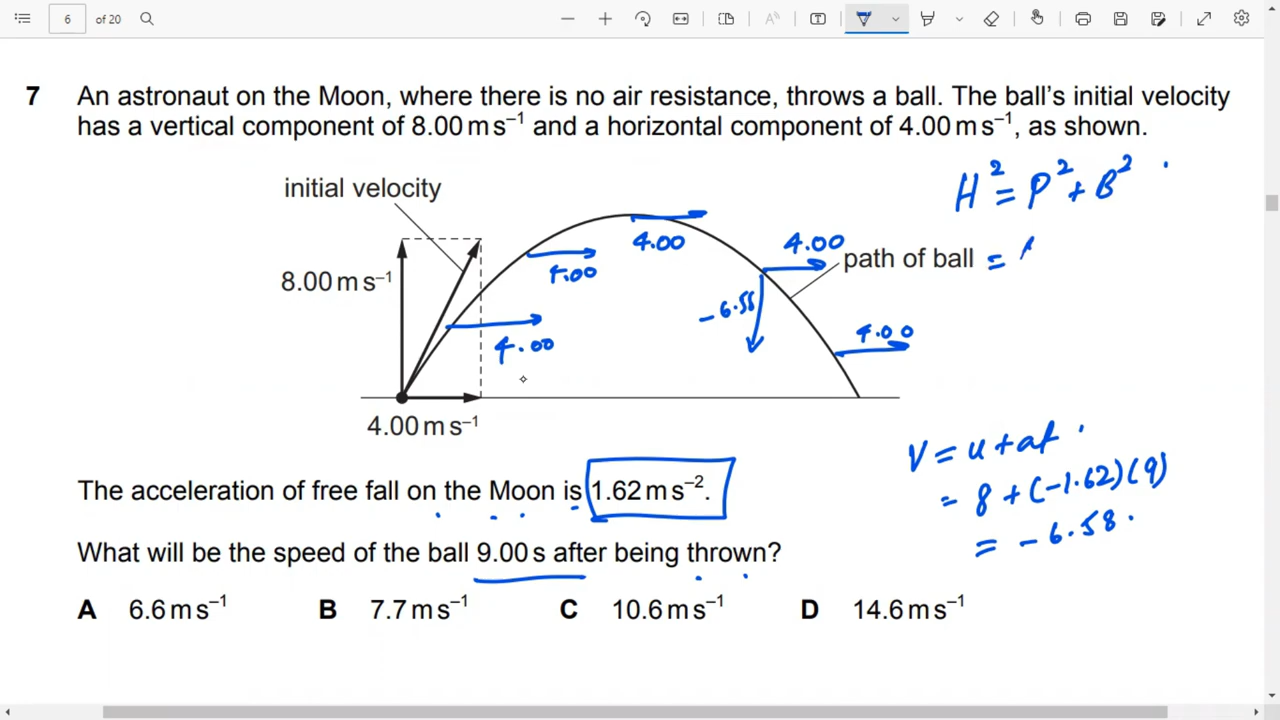 6 of 20
7 An astronaut on the Moon, where there is no air resistance, throws a ball. The ball's initial velocity
has a vertical component of 8.00 m s⁻¹ and a horizontal component of 4.00 m s⁻¹, as shown.
H² = P² + B²
initial velocity
4.00
4.00
4.00
path of ball =
8.00 m s⁻¹
-6.58
4.00
4.00
4.00 m s⁻¹
V = u + at
= 8 + (-1.62)(9)
= -6.58.
The acceleration of free fall on the Moon is 1.62 m s⁻².
What will be the speed of the ball 9.00 s after being thrown?
A 6.6 m s⁻¹ B 7.7 m s⁻¹ C 10.6 m s⁻¹ D 14.6 m s⁻¹